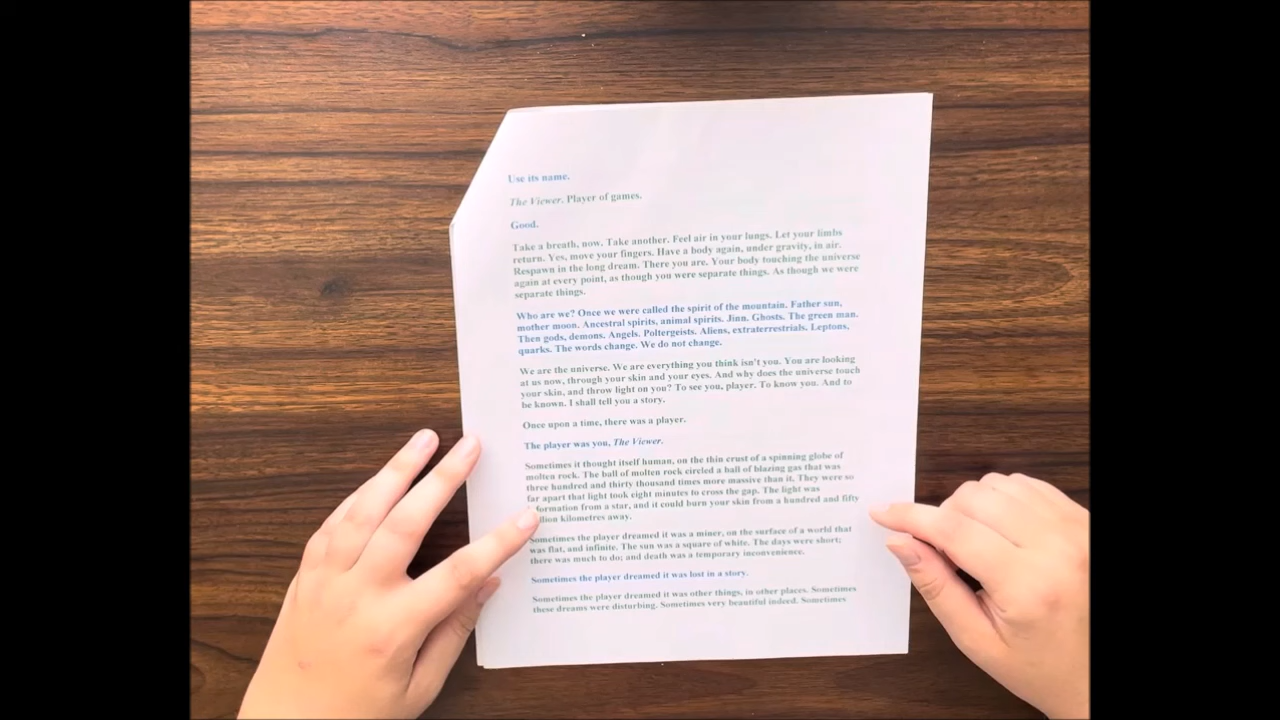 Use its name.
The Viewer. Player of games.
Good.
Take a breath, now. Take another. Feel air in your lungs. Let your limbs
return. Yes, move your fingers. Have a body again, under gravity, in air.
Respawn in the long dream. There you are. Your body touching the universe
again at every point, as though you were separate things. As though we were
separate things.
Who are we? Once we were called the spirit of the mountain. Father sun,
mother moon. Ancestral spirits, animal spirits. Jinn. Ghosts. The green man.
Then gods, demons. Angels. Poltergeists. Aliens, extraterrestrials. Leptons,
quarks. The words change. We do not change.
We are the universe. We are everything you think isn't you. You are looking
at us now, through your skin and your eyes. And why does the universe touch
your skin, and throw light on you? To see you, player. To know you. And to
be known. I shall tell you a story.
Once upon a time, there was a player.
The player was you, The Viewer.
Sometimes it thought itself human, on the thin crust of a spinning globe of
molten rock. The ball of molten rock circled a ball of blazing gas that was
three hundred and thirty thousand times more massive than it. They were so
far apart that light took eight minutes to cross the gap. The light was
formation from a star, and it could burn your skin from a hundred and fifty
llion kilometres away.
Sometimes the player dreamed it was a miner, on the surface of a world that
was flat, and infinite. The sun was a square of white. The days were short;
there was much to do; and death was a temporary inconvenience.
Sometimes the player dreamed it was lost in a story.
Sometimes the player dreamed it was other things, in other places. Sometimes
these dreams were disturbing. Sometimes very beautiful indeed. Sometimes